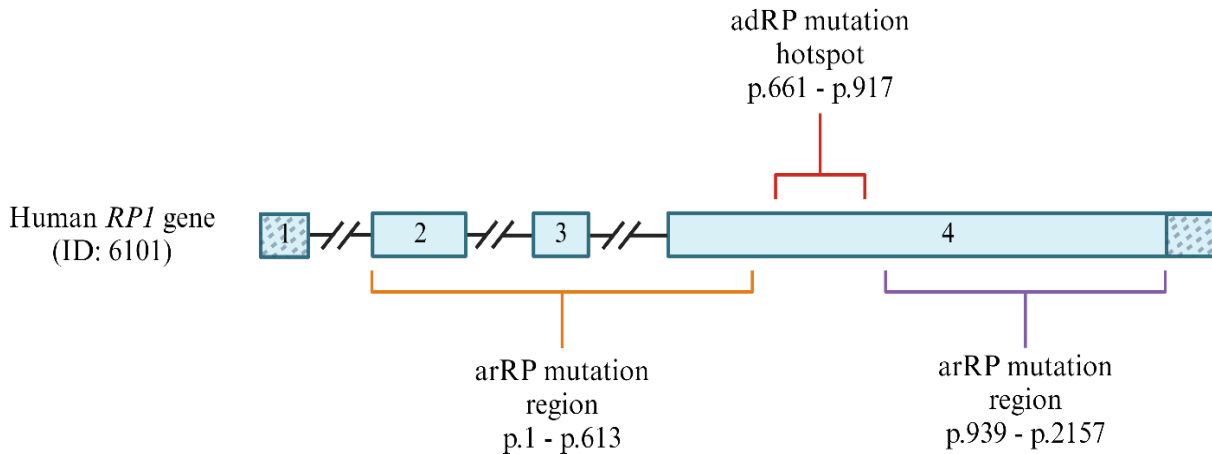 adRP mutation
hotspot
p.661 - p.917
Human RP1 gene
(ID: 6101)
1
2
3
4
arRP mutation
region
p.1 - p.613
arRP mutation
region
p.939 - p.2157